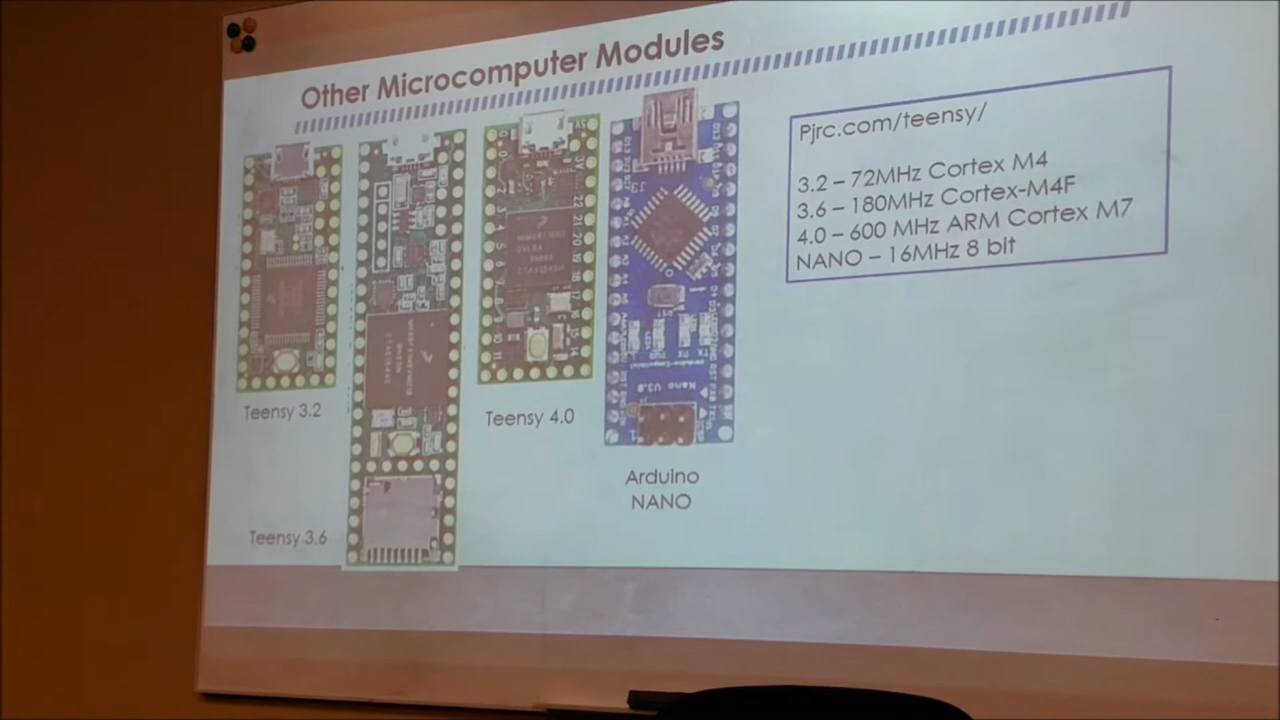 Other Microcomputer Modules
Pjrc.com/teensy/
3.2 – 72MHz Cortex M4
3.6 – 180MHz Cortex-M4F
4.0 – 600 MHz ARM Cortex M7
NANO – 16MHz 8 bit
Teensy 3.2
Teensy 3.6
Teensy 4.0
Arduino
NANO